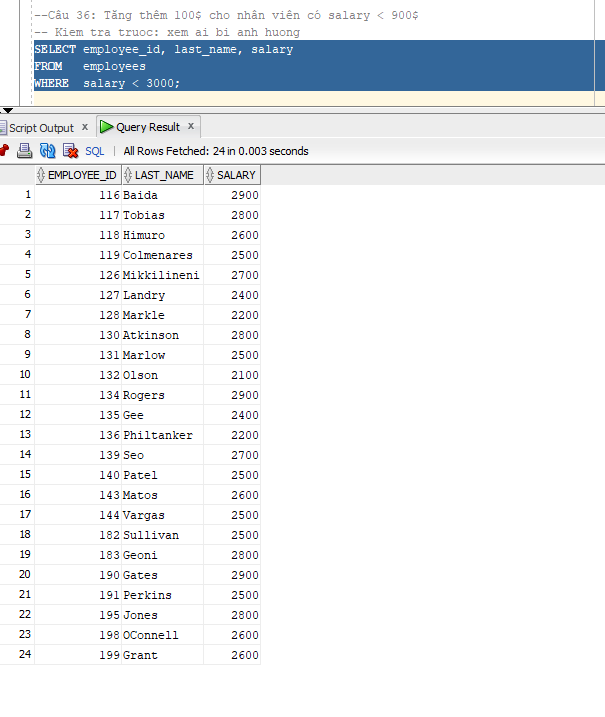 --Câu 36: Tăng thêm 100$ cho nhân viên có salary < 900$
-- Kiem tra truoc: xem ai bi anh huong
SELECT employee_id, last_name, salary
FROM employees
WHERE salary < 3000;
Script Output x Query Result x
SQL | All Rows Fetched: 24 in 0.003 seconds
EMPLOYEE_ID LAST_NAME SALARY
1 116 Baida 2900
2 117 Tobias 2800
3 118 Himuro 2600
4 119 Colmenares 2500
5 126 Mikkilineni 2700
6 127 Landry 2400
7 128 Markle 2200
8 130 Atkinson 2800
9 131 Marlow 2500
10 132 Olson 2100
11 134 Rogers 2900
12 135 Gee 2400
13 136 Philtanker 2200
14 139 Seo 2700
15 140 Patel 2500
16 143 Matos 2600
17 144 Vargas 2500
18 182 Sullivan 2500
19 183 Geoni 2800
20 190 Gates 2900
21 191 Perkins 2500
22 195 Jones 2800
23 198 OConnell 2600
24 199 Grant 2600